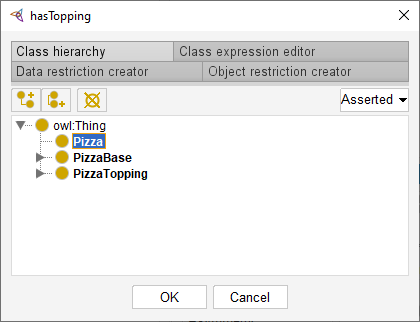 hasTopping
Class hierarchy
Class expression editor
Data restriction creator
Object restriction creator
Asserted
owl:Thing
Pizza
PizzaBase
PizzaTopping
OK
Cancel